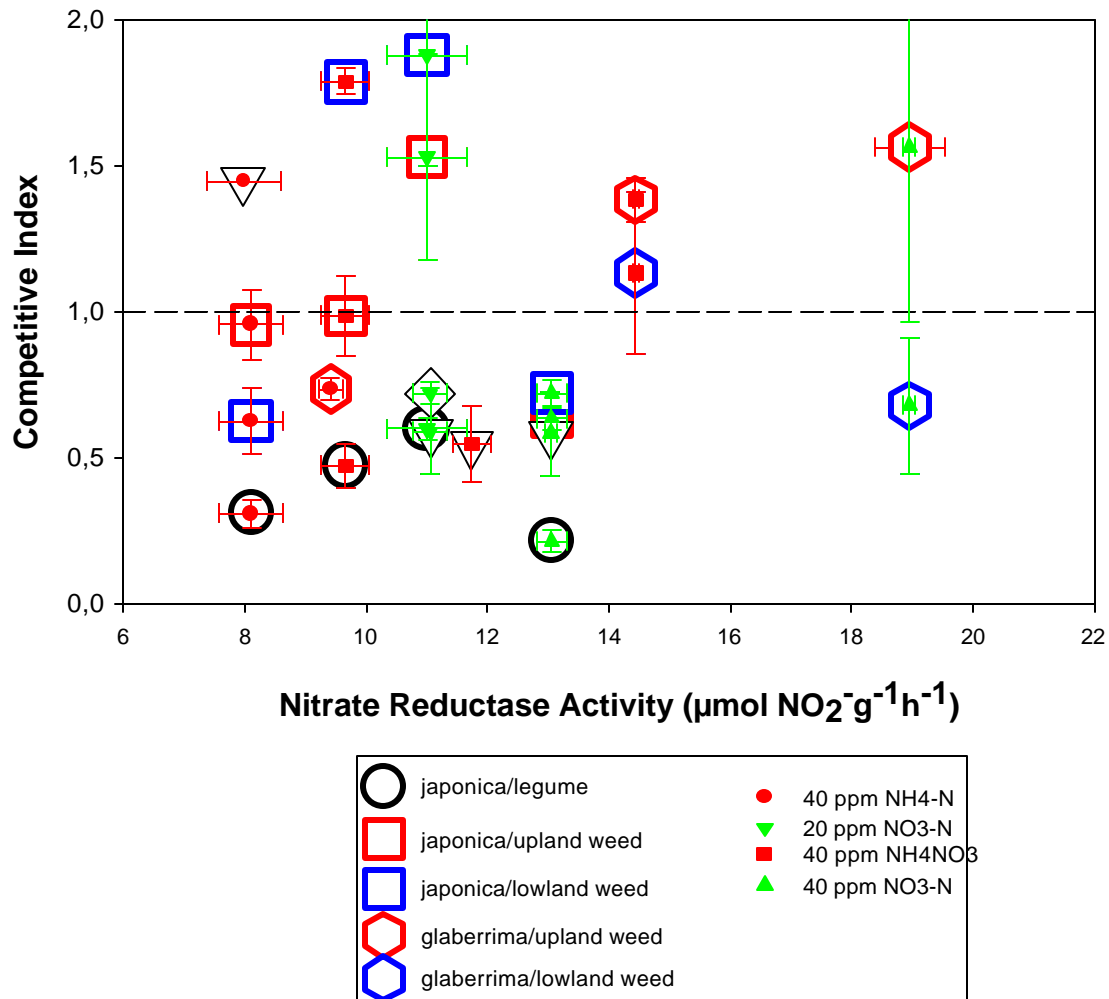 2,0
1,5
1,0
0,5
0,0
Competitive Index
6 8 10 12 14 16 18 20 22
Nitrate Reductase Activity (µmol NO2-g-1h-1)
japonica/legume
japonica/upland weed
japonica/lowland weed
glaberrima/upland weed
glaberrima/lowland weed
40 ppm NH4-N
20 ppm NO3-N
40 ppm NH4NO3
40 ppm NO3-N